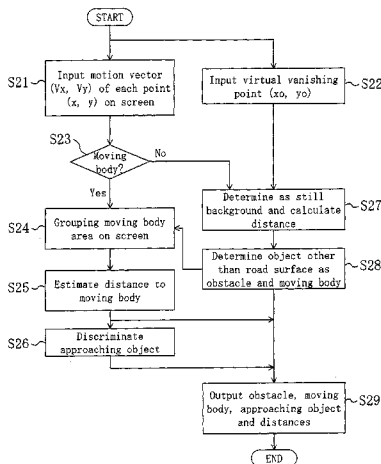 START
S21
Input motion vector
(Vx, Vy) of each point
(x, y) on screen
Input virtual vanishing
point (xo, yo)
S22
S23
Moving
body?
No
Yes
S24
Grouping moving body
area on screen
Determine as still
background and calculate
distance
S27
S25
Estimate distance to
moving body
Determine object other
than road surface as
obstacle and moving body
S28
S26
Discriminate
approaching object
Output obstacle, moving
body, approaching object
and distances
S29
END